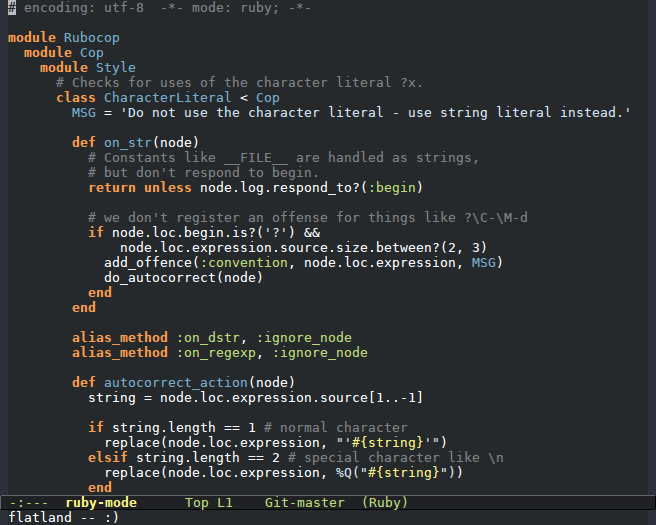 # encoding: utf-8  -*- mode: ruby; -*-
module Rubocop
  module Cop
    module Style
      # Checks for uses of the character literal ?x.
      class CharacterLiteral < Cop
        MSG = 'Do not use the character literal - use string literal instead.'
        def on_str(node)
          # Constants like __FILE__ are handled as strings,
          # but don't respond to begin.
          return unless node.log.respond_to?(:begin)
          # we don't register an offense for things like ?\C-\M-d
          if node.loc.begin.is?('?') &&
              node.loc.expression.source.size.between?(2, 3)
            add_offence(:convention, node.loc.expression, MSG)
            do_autocorrect(node)
          end
        end
        alias_method :on_dstr, :ignore_node
        alias_method :on_regexp, :ignore_node
        def autocorrect_action(node)
          string = node.loc.expression.source[1..-1]
          if string.length == 1 # normal character
            replace(node.loc.expression, "'#{string}'")
          elsif string.length == 2 # special character like \n
            replace(node.loc.expression, %Q("#{string}"))
          end
-:---  ruby-mode      Top L1    Git-master  (Ruby)
flatland -- :)